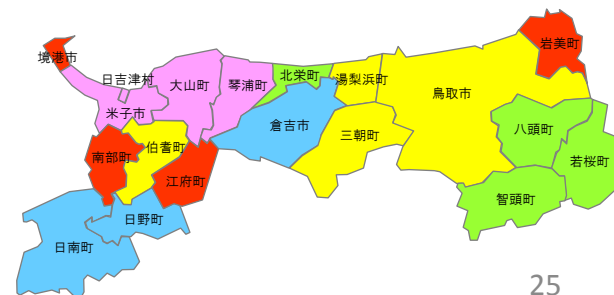 岩美町
境港市
日吉津村
大山町
琴浦町
北栄町
湯梨浜町
鳥取市
米子市
倉吉市
三朝町
八頭町
南部町
伯耆町
若桜町
江府町
智頭町
日野町
日南町
25